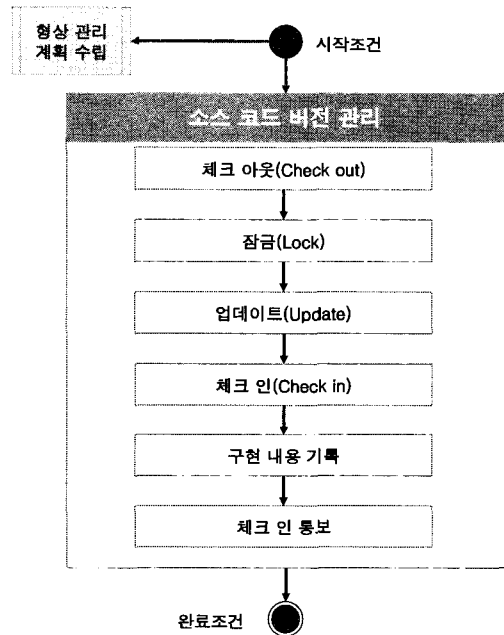 형상 관리
계획 수립
시작조건
소스 코드 버전 관리
체크 아웃(Check out)
잠금(Lock)
업데이트(Update)
체크 인(Check in)
구현 내용 기록
체크 인 통보
완료조건